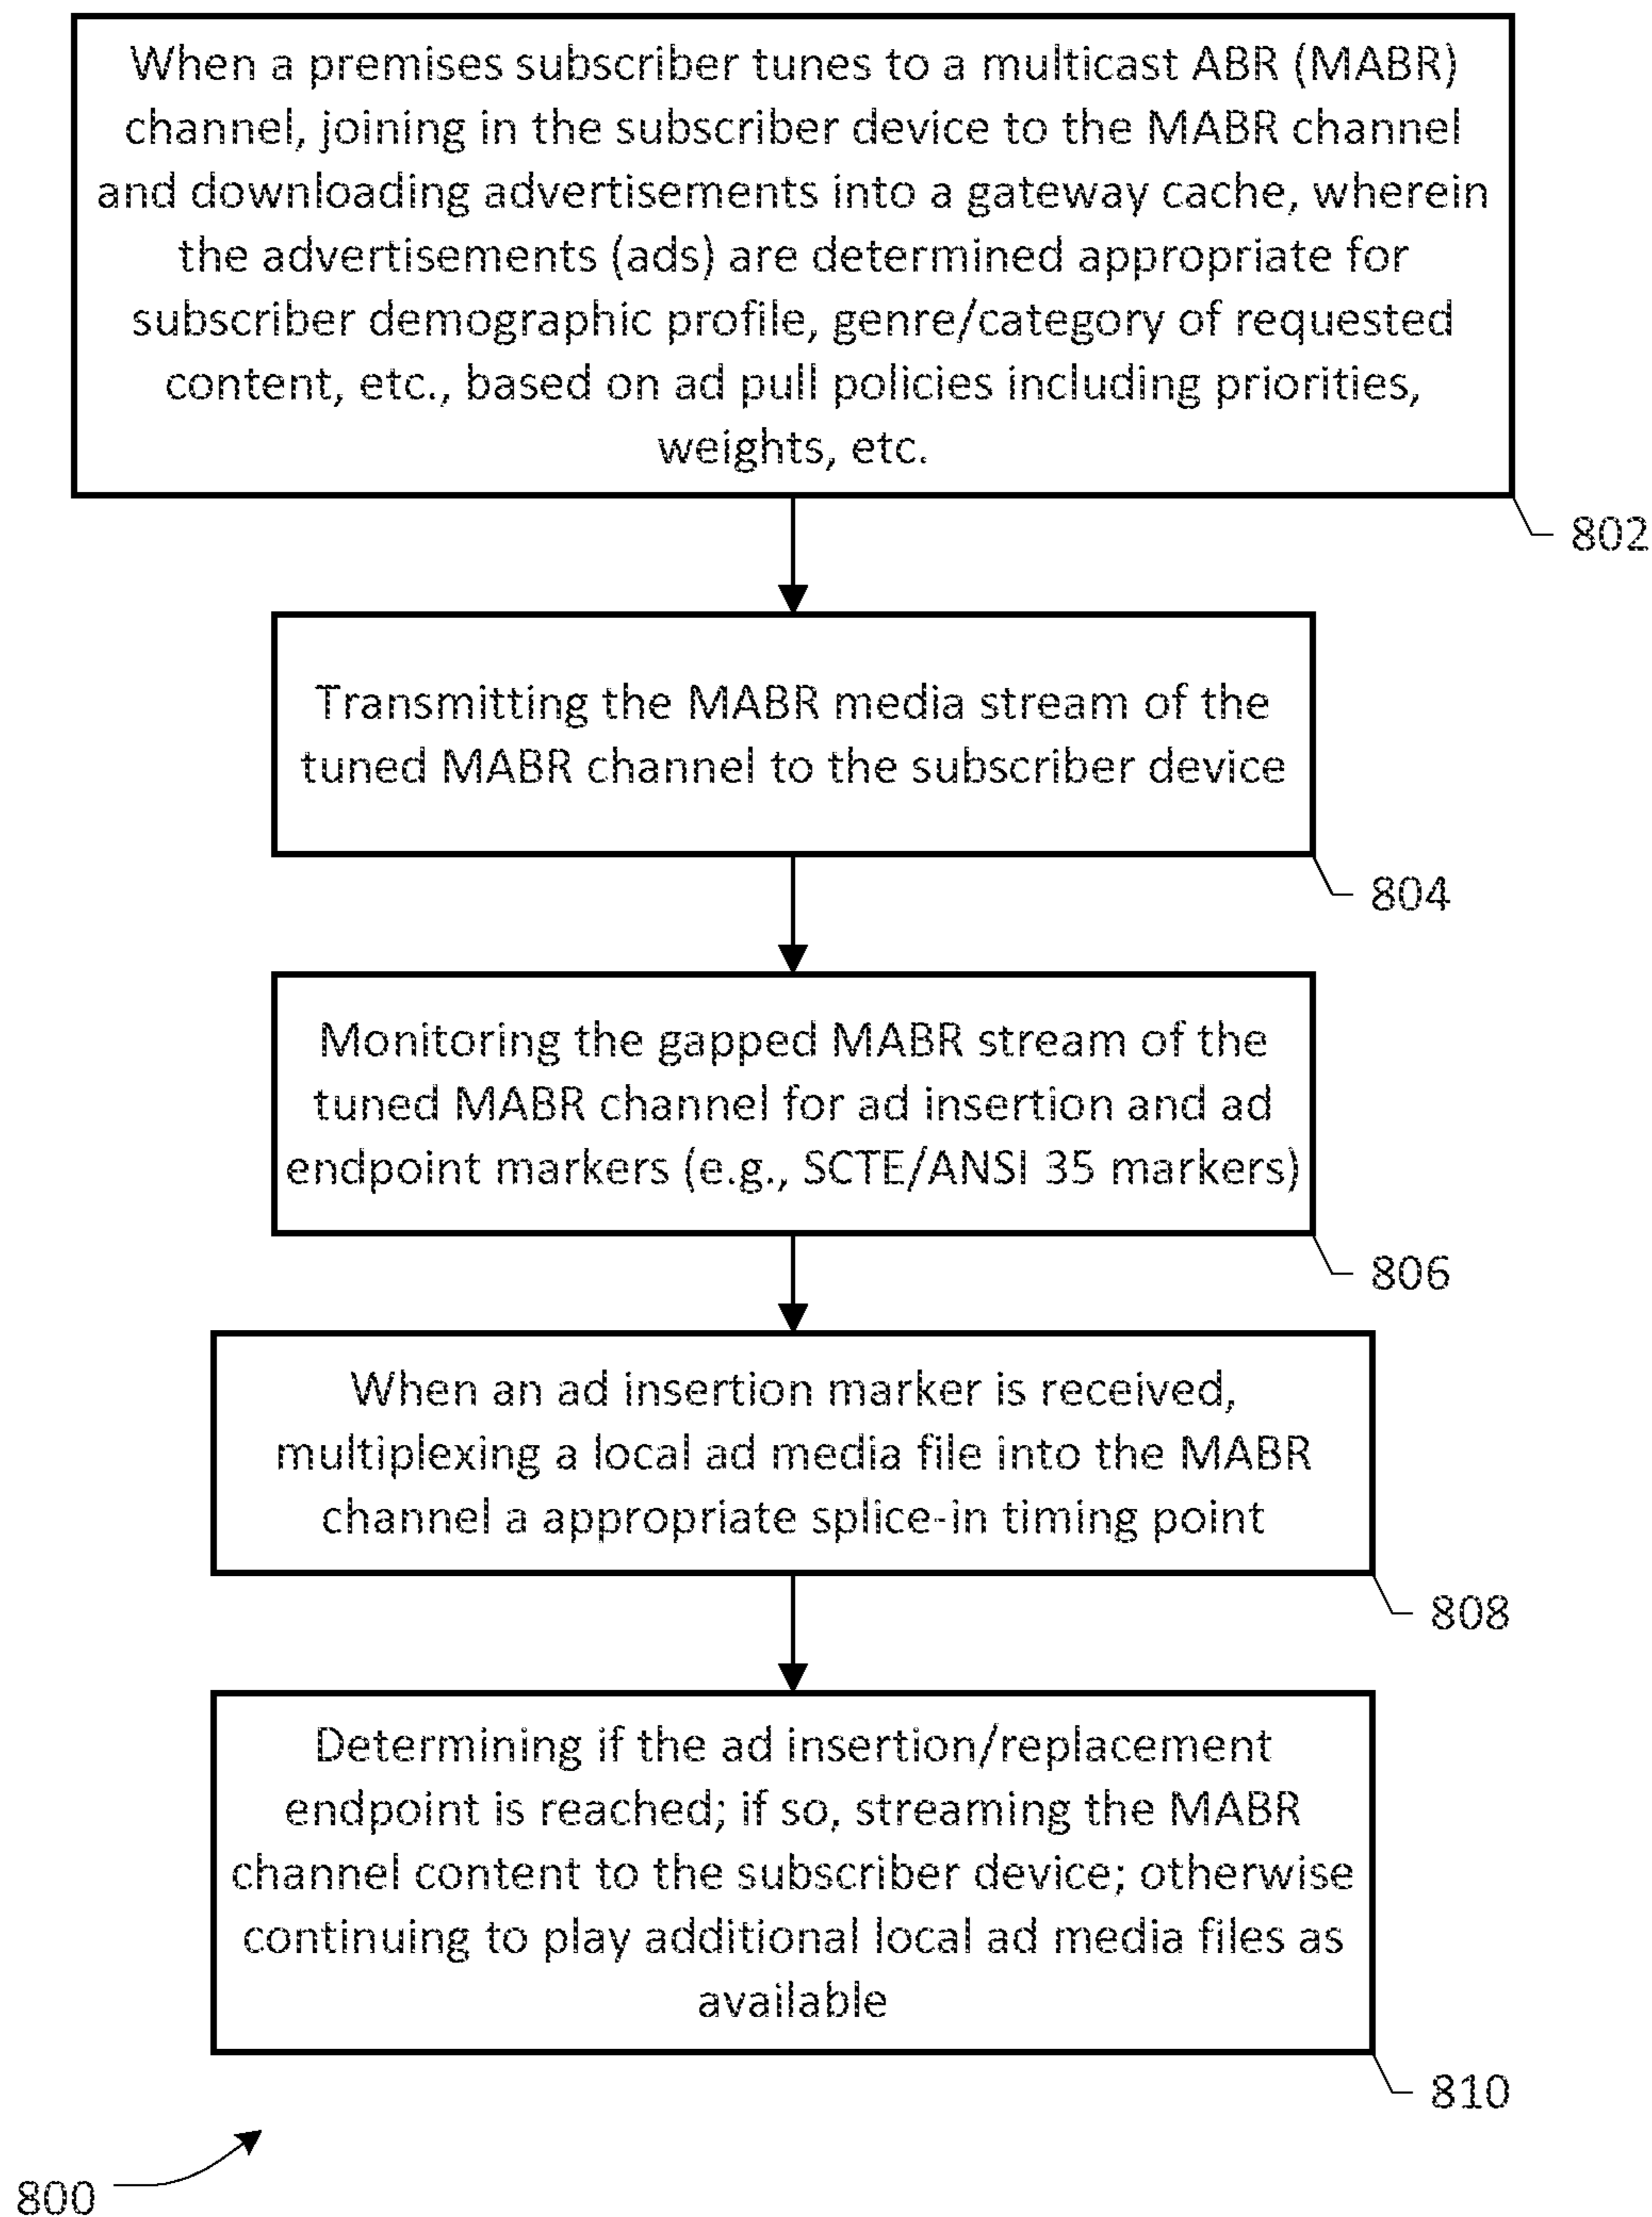 When a premises subscriber tunes to a multicast ABR (MABR)
channel, joining in the subscriber device to the MABR channel
and downloading advertisements into a gateway cache, wherein
the advertisements (ads) are determined appropriate for
subscriber demographic profile, genre/category of requested
content, etc., based on ad pull policies including priorities,
weights, etc.
802
Transmitting the MABR media stream of the
tuned MABR channel to the subscriber device
804
Monitoring the gapped MABR stream of the
tuned MABR channel for ad insertion and ad
endpoint markers (e.g., SCTE/ANSI 35 markers)
806
When an ad insertion marker is received,
multiplexing a local ad media file into the MABR
channel a appropriate splice-in timing point
808
Determining if the ad insertion/replacement
endpoint is reached; if so, streaming the MABR
channel content to the subscriber device; otherwise
continuing to play additional local ad media files as
available
810
800